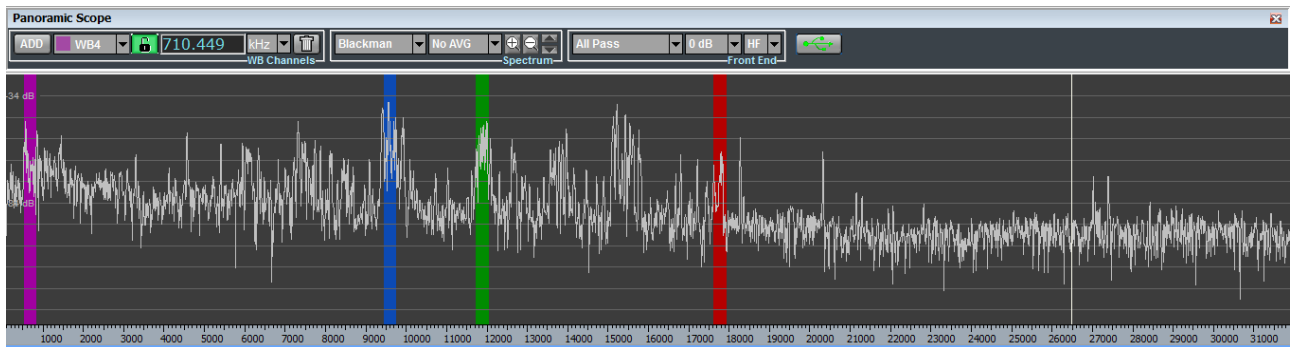 Panoramic Scope
ADD WB4 710.449 kHz Blackman No AVG All Pass 0 dB HF
WB Channels Spectrum Front End
-34 dB
-84 dB
1000 2000 3000 4000 5000 6000 7000 8000 9000 10000 11000 12000 13000 14000 15000 16000 17000 18000 19000 20000 21000 22000 23000 24000 25000 26000 27000 28000 29000 30000 31000